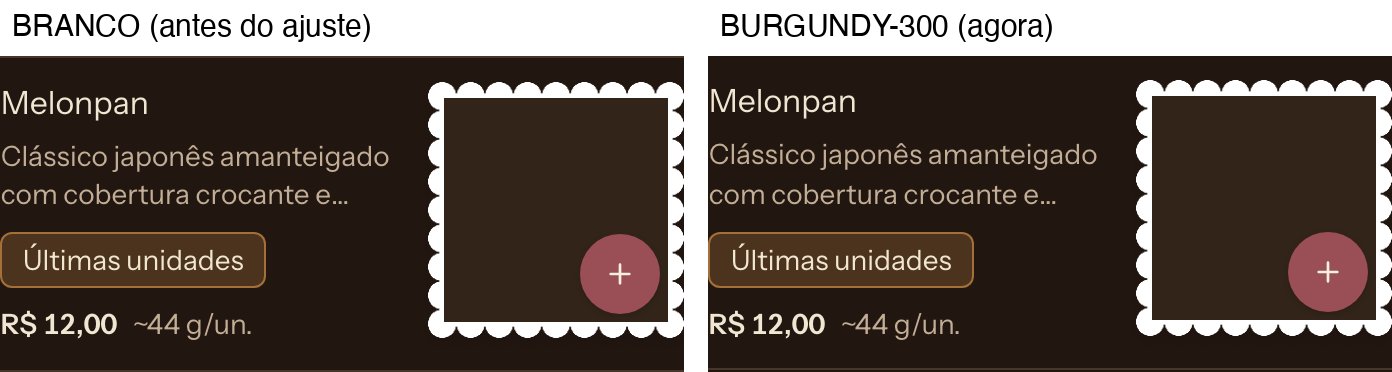 BRANCO (antes do ajuste)
Melonpan
Clássico japonês amanteigado
com cobertura crocante e...
Últimas unidades
R$ 12,00 ~44 g/un.
+
BURGUNDY-300 (agora)
Melonpan
Clássico japonês amanteigado
com cobertura crocante e...
Últimas unidades
R$ 12,00 ~44 g/un.
+